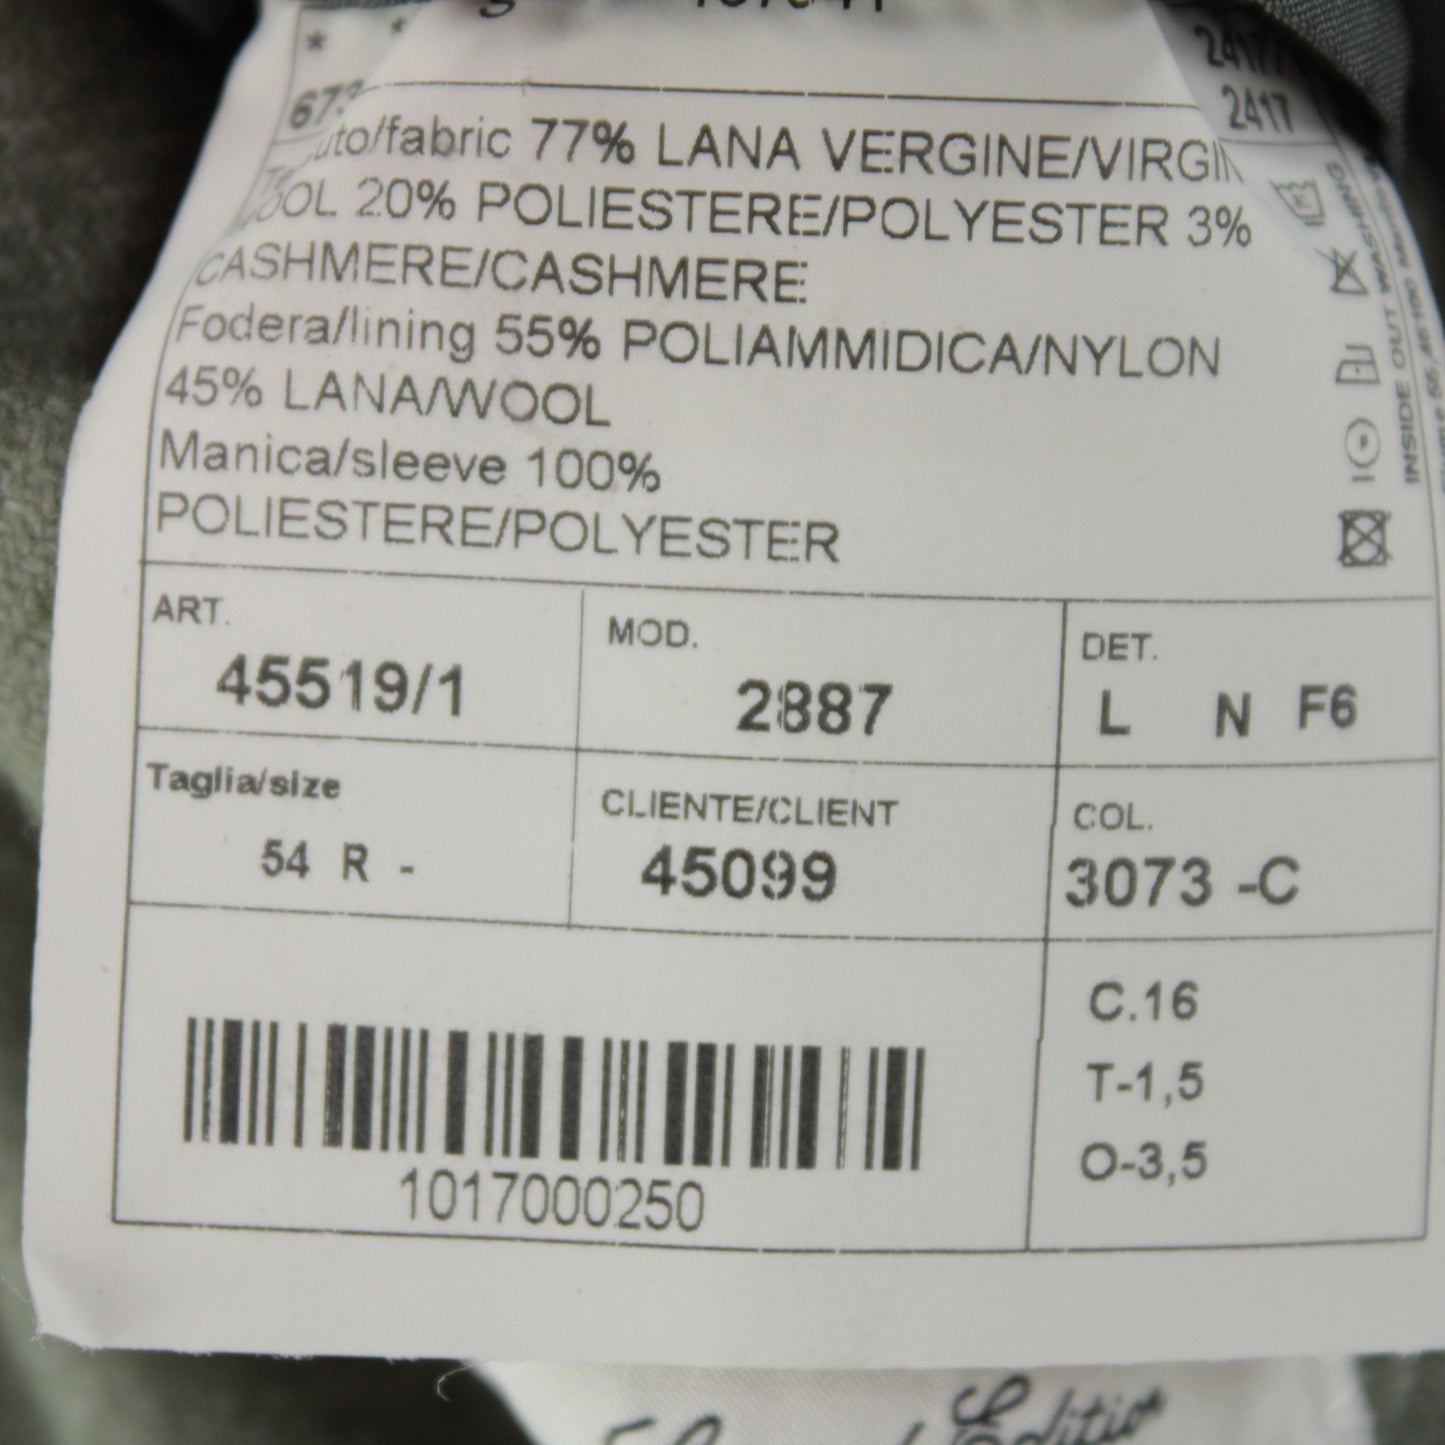 * *
2417
uto/fabric 77% LANA VERGINE/VIRGIN
OOL 20% POLIESTERE/POLYESTER 3%
CASHMERE/CASHMERE
Fodera/lining 55% POLIAMMIDICA/NYLON
45% LANA/WOOL
Manica/sleeve 100%
POLIESTERE/POLYESTER
INSIDE OUT WASHING
ART. MOD. DET.
45519/1 2887 L N F6
Taglia/size CLIENTE/CLIENT COL.
54 R - 45099 3073 -C
C.16
T-1,5
O-3,5
1017000250
Edition